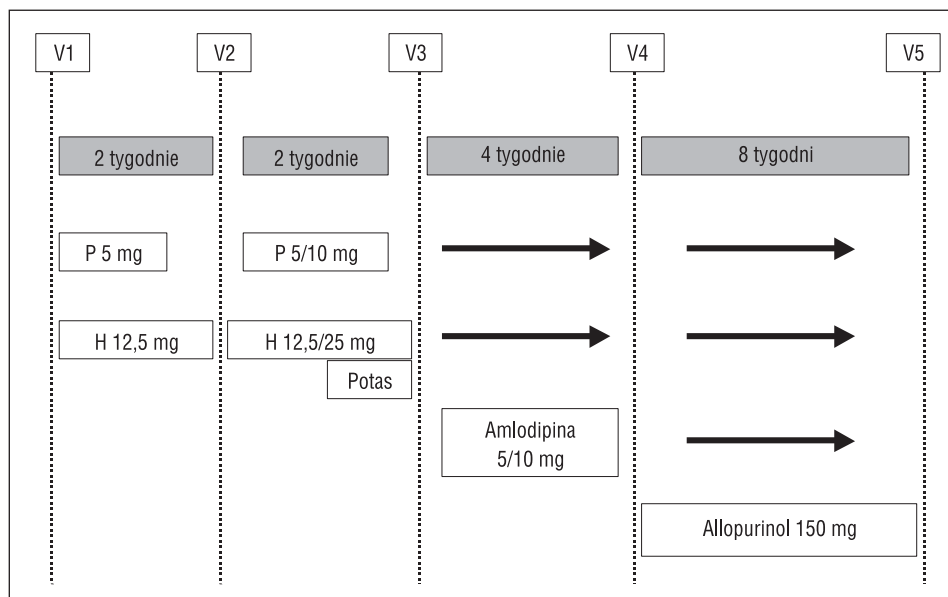 V1 V2 V3 V4 V5
2 tygodnie 2 tygodnie 4 tygodnie 8 tygodni
P 5 mg P 5/10 mg
H 12,5 mg H 12,5/25 mg
Potas
Amlodipina
5/10 mg
Allopurinol 150 mg